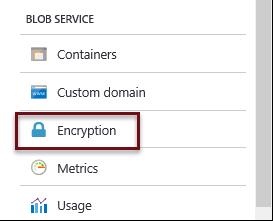 BLOB SERVICE
Containers
Custom domain
Encryption
Metrics
Usage